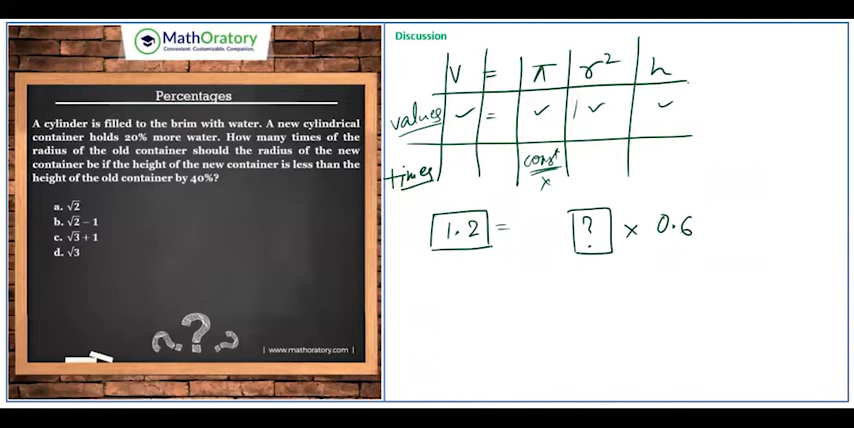 MathOratory
Convenient. Customizable. Companion.
Percentages
A cylinder is filled to the brim with water. A new cylindrical
container holds 20% more water. How many times of the
radius of the old container should the radius of the new
container be if the height of the new container is less than the
height of the old container by 40%?
a. √2
b. √2 − 1
c. √3 + 1
d. √3
? ? ?
| www.mathoratory.com |
Discussion
V = π r² h
values ✓ = ✓ ✓ ✓
times const
x
1.2 = ? × 0.6